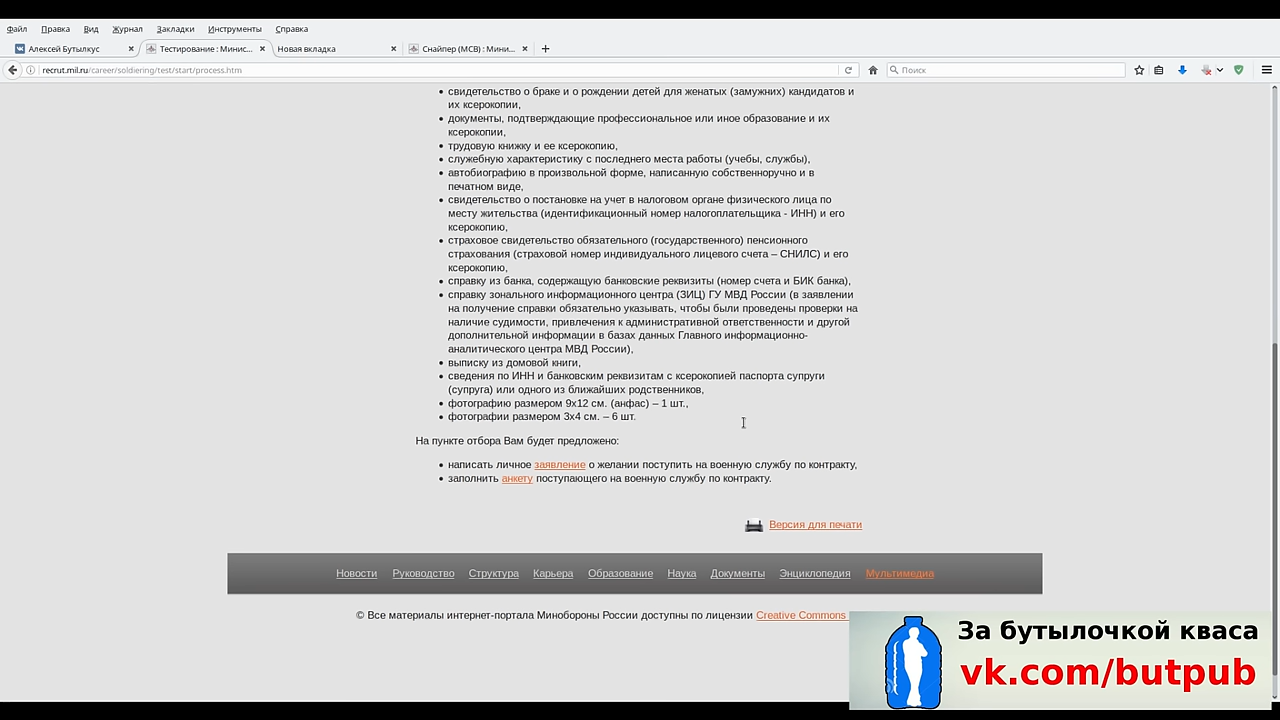 Файл Правка Вид Журнал Закладки Инструменты Справка
Алексей Бутылкус Тестирование : Минис... Новая вкладка Снайпер (МСВ) : Мини...
recrut.mil.ru/career/soldiering/test/start/process.htm Поиск
свидетельство о браке и о рождении детей для женатых (замужних) кандидатов и
их ксерокопии,
документы, подтверждающие профессиональное или иное образование и их
ксерокопии,
трудовую книжку и ее ксерокопию,
служебную характеристику с последнего места работы (учебы, службы),
автобиографию в произвольной форме, написанную собственноручно и в
печатном виде,
свидетельство о постановке на учет в налоговом органе физического лица по
месту жительства (идентификационный номер налогоплательщика - ИНН) и его
ксерокопию,
страховое свидетельство обязательного (государственного) пенсионного
страхования (страховой номер индивидуального лицевого счета – СНИЛС) и его
ксерокопию,
справку из банка, содержащую банковские реквизиты (номер счета и БИК банка),
справку зонального информационного центра (ЗИЦ) ГУ МВД России (в заявлении
на получение справки обязательно указывать, чтобы были проведены проверки на
наличие судимости, привлечения к административной ответственности и другой
дополнительной информации в базах данных Главного информационно-
аналитического центра МВД России),
выписку из домовой книги,
сведения по ИНН и банковским реквизитам с ксерокопией паспорта супруги
(супруга) или одного из ближайших родственников,
фотографию размером 9х12 см. (анфас) – 1 шт.,
фотографии размером 3х4 см. – 6 шт.
На пункте отбора Вам будет предложено:
написать личное заявление о желании поступить на военную службу по контракту,
заполнить анкету поступающего на военную службу по контракту.
Версия для печати
Новости Руководство Структура Карьера Образование Наука Документы Энциклопедия Мультимедиа
© Все материалы интернет-портала Минобороны России доступны по лицензии Creative Commons
За бутылочкой кваса
vk.com/butpub